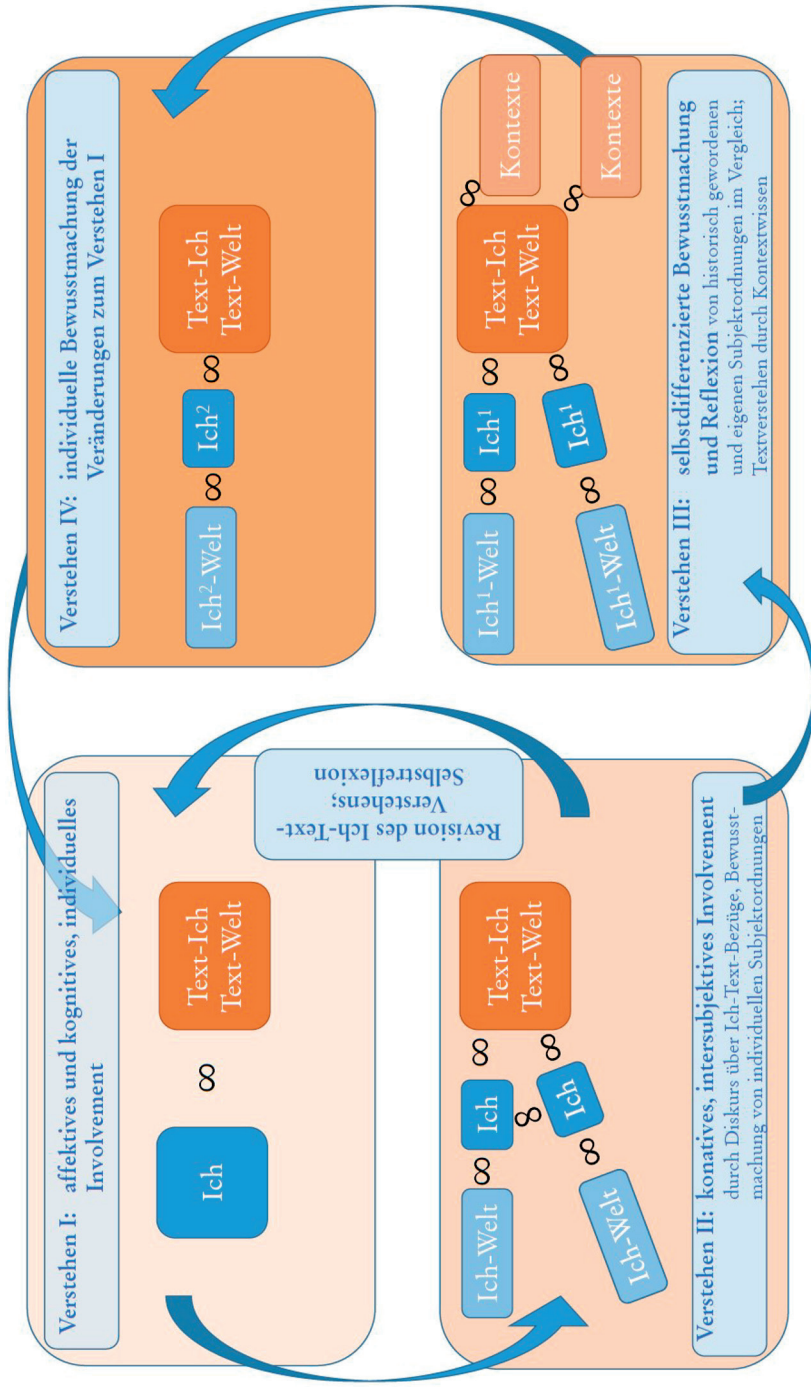 Verstehen I: affektives und kognitives, individuelles
Involvement
Ich
∞
Text-Ich
Text-Welt
Revision des Ich-Text-
Verstehens;
Selbstreflexion
Ich-Welt
∞
Ich
∞
Text-Ich
Text-Welt
∞
Ich-Welt
∞
Ich
∞
Verstehen II: konatives, intersubjektives Involvement
durch Diskurs über Ich-Text-Bezüge, Bewusst-
machung von individuellen Subjektordnungen
Verstehen IV: individuelle Bewusstmachung der
Veränderungen zum Verstehen I
Ich²-Welt
∞
Ich²
∞
Text-Ich
Text-Welt
Ich¹-Welt
∞
Ich¹
∞
Text-Ich
Text-Welt
∞
Kontexte
Ich¹-Welt
∞
Ich¹
∞
∞
Kontexte
Verstehen III: selbstdifferenzierte Bewusstmachung
und Reflexion von historisch gewordenen
und eigenen Subjektordnungen im Vergleich;
Textverstehen durch Kontextwissen